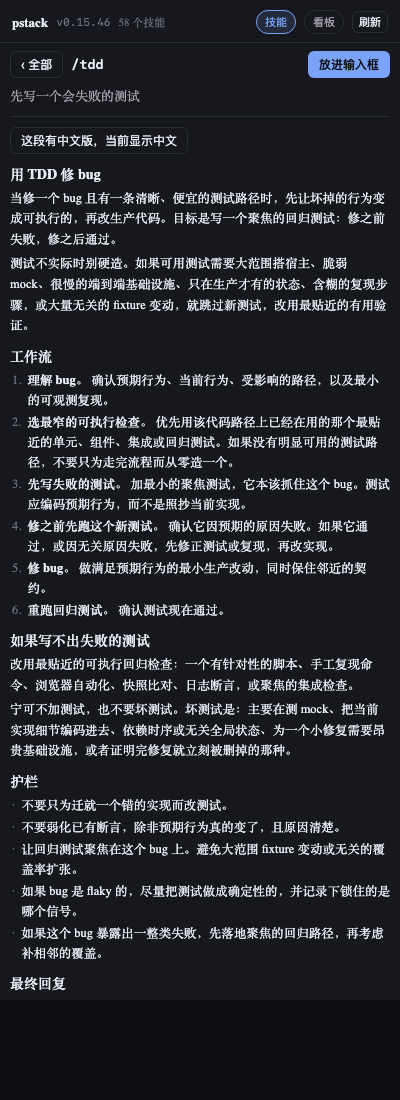 pstack v0.15.46 58 个技能 技能 看板 刷新
‹ 全部 /tdd 放进输入框
先写一个会失败的测试
这段有中文版，当前显示中文
用 TDD 修 bug
当修一个 bug 且有一条清晰、便宜的测试路径时，先让坏掉的行为变
成可执行的，再改生产代码。目标是写一个聚焦的回归测试：修之前
失败，修之后通过。
测试不实际时别硬造。如果可用测试需要大范围搭宿主、脆弱
mock、很慢的端到端基础设施、只在生产才有的状态、含糊的复现步
骤，或大量无关的 fixture 变动，就跳过新测试，改用最贴近的有用验
证。
工作流
1. 理解 bug。 确认预期行为、当前行为、受影响的路径，以及最小
的可观测复现。
2. 选最窄的可执行检查。 优先用该代码路径上已经在用的那个最贴
近的单元、组件、集成或回归测试。如果没有明显可用的测试路
径，不要只为走完流程而从零造一个。
3. 先写失败的测试。 加最小的聚焦测试，它本该抓住这个 bug。测试
应编码预期行为，而不是照抄当前实现。
4. 修之前先跑这个新测试。 确认它因预期的原因失败。如果它通
过，或因无关原因失败，先修正测试或复现，再改实现。
5. 修 bug。 做满足预期行为的最小生产改动，同时保住邻近的契
约。
6. 重跑回归测试。 确认测试现在通过。
如果写不出失败的测试
改用最贴近的可执行回归检查：一个有针对性的脚本、手工复现命
令、浏览器自动化、快照比对、日志断言，或聚焦的集成检查。
宁可不加测试，也不要坏测试。坏测试是：主要在测 mock、把当前
实现细节编码进去、依赖时序或无关全局状态、为一个小修复需要昂
贵基础设施，或者证明完修复就立刻被删掉的那种。
护栏
· 不要只为迁就一个错的实现而改测试。
· 不要弱化已有断言，除非预期行为真的变了，且原因清楚。
· 让回归测试聚焦在这个 bug 上。避免大范围 fixture 变动或无关的覆
盖率扩张。
· 如果 bug 是 flaky 的，尽量把测试做成确定性的，并记录下锁住的是
哪个信号。
· 如果这个 bug 暴露出一整类失败，先落地聚焦的回归路径，再考虑
补相邻的覆盖。
最终回复